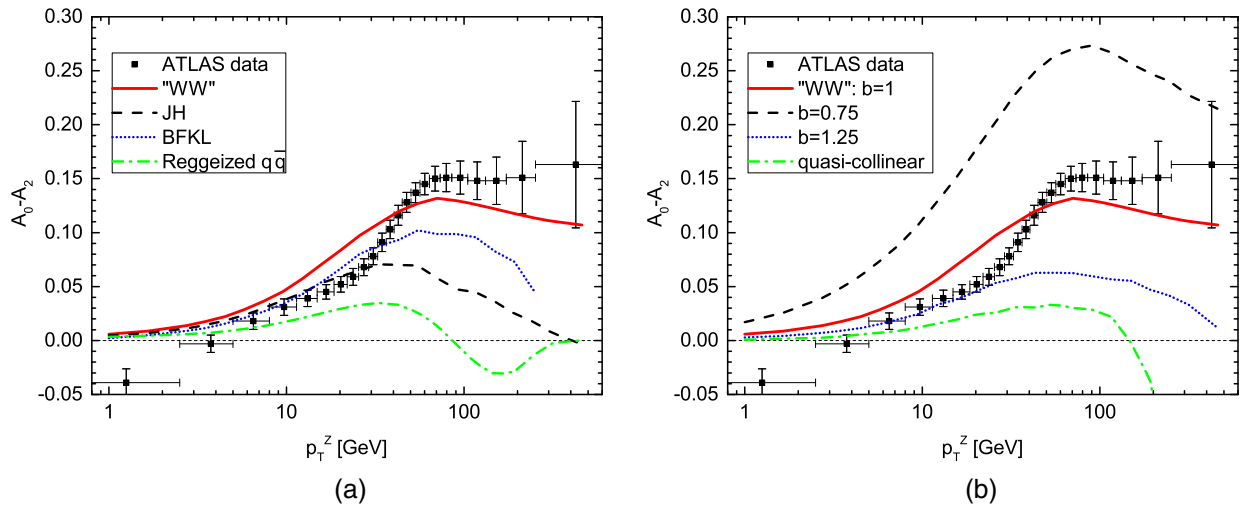 0.30
0.25
0.20
0.15
0.10
0.05
0.00
-0.05
A₀-A₂
ATLAS data
"WW"
JH
BFKL
Reggeized qq̅
1
10
100
p_T^Z [GeV]
(a)
0.30
0.25
0.20
0.15
0.10
0.05
0.00
-0.05
A₀-A₂
ATLAS data
"WW": b=1
b=0.75
b=1.25
quasi-collinear
1
10
100
p_T^Z [GeV]
(b)